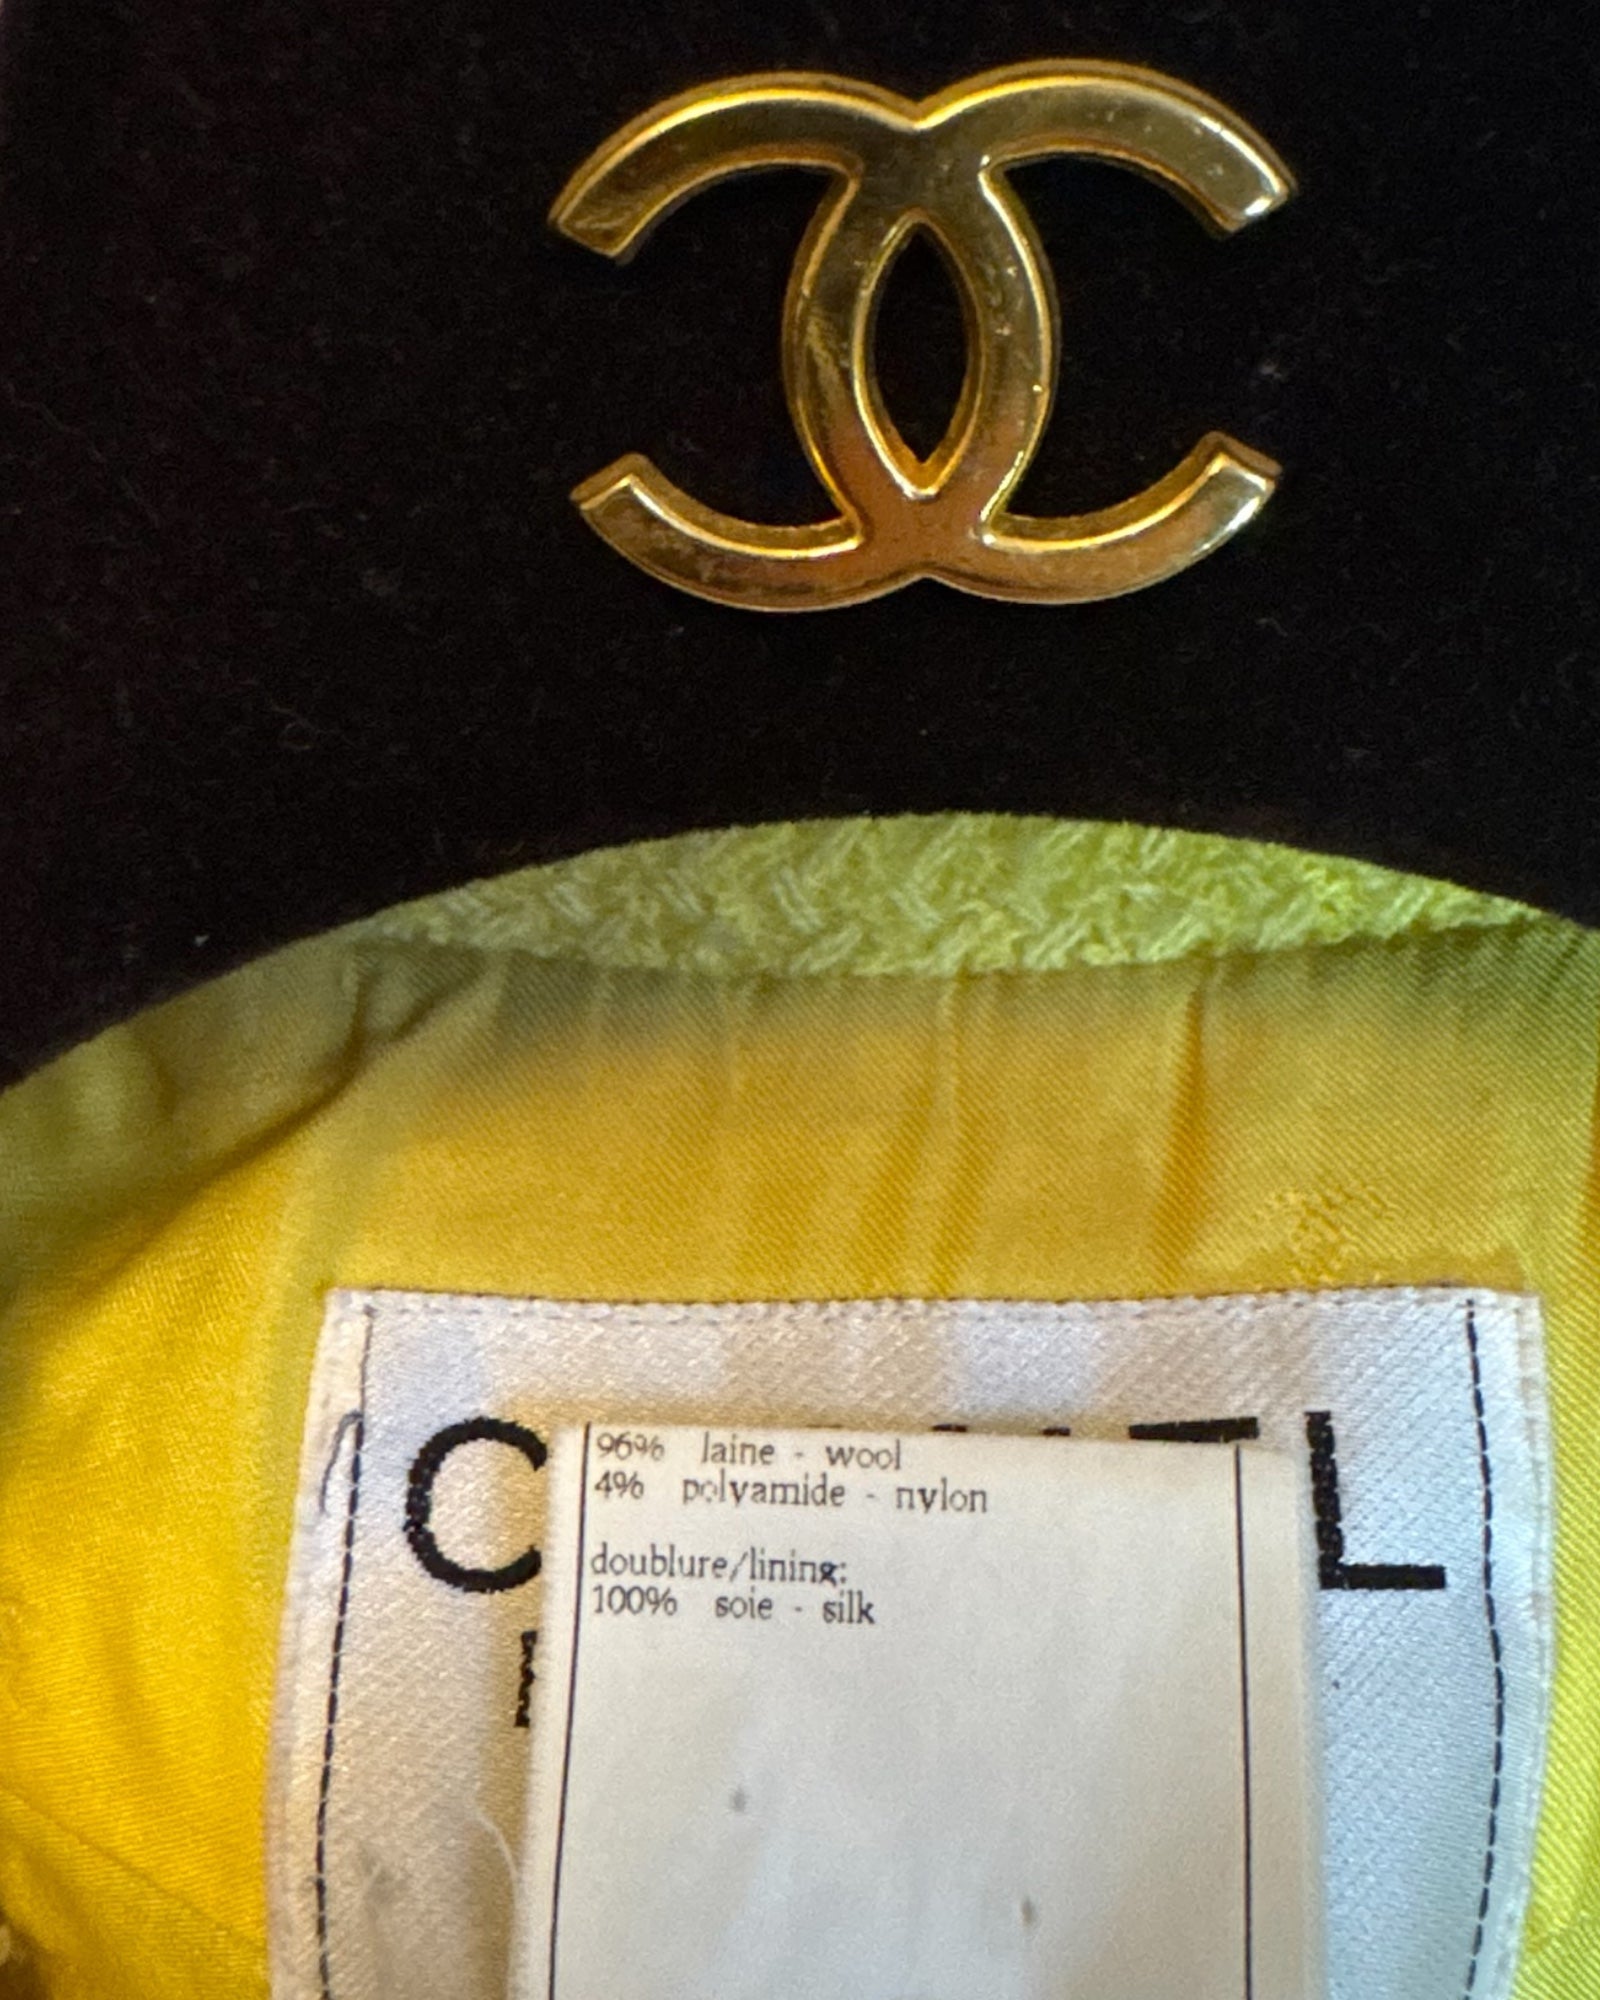 96% laine - wool
4% polyamide - nylon
doublure/lining:
100% soie - silk